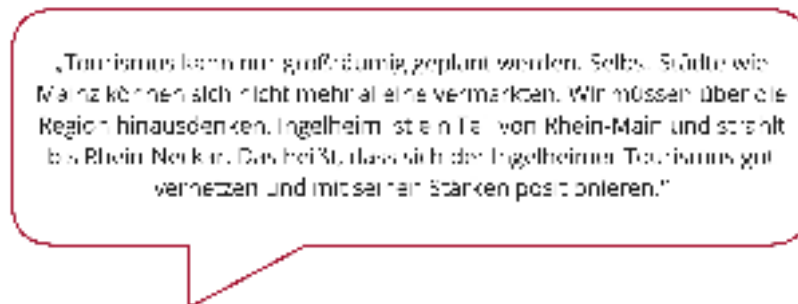 „Tourismus kann nur großräumig geplant werden. Selbst Städte wie
Mainz können sich nicht mehr alleine vermarkten. Wir müssen über die
Region hinausdenken. Ingelheim ist ein Teil von Rhein-Main und strahlt
bis Rhein-Neckar. Das heißt, dass sich der Ingelheimer Tourismus gut
vernetzen und mit seinen Stärken positionieren.“